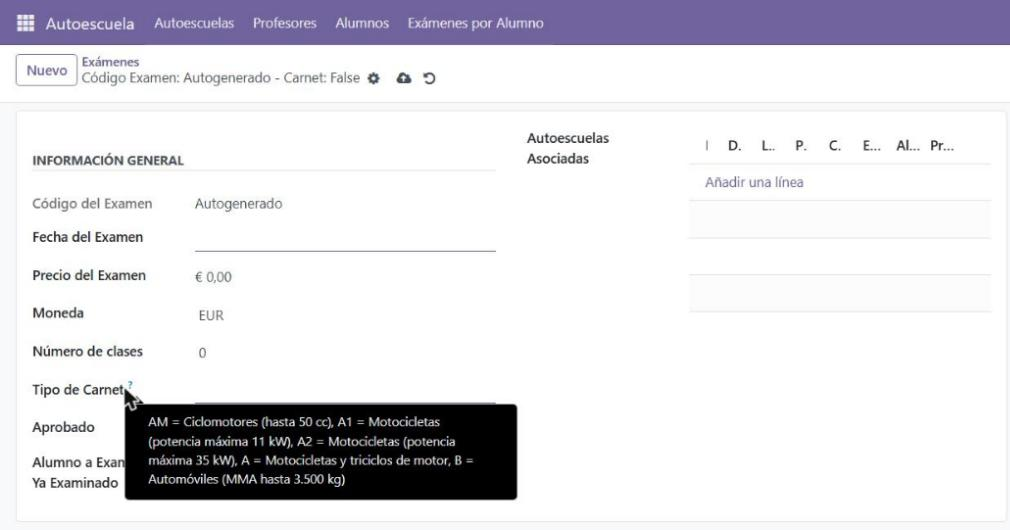 Autoescuela Autoescuelas Profesores Alumnos Exámenes por Alumno
Nuevo
Exámenes
Código Examen: Autogenerado - Carnet: False
INFORMACIÓN GENERAL
Código del Examen Autogenerado
Fecha del Examen
Precio del Examen € 0,00
Moneda EUR
Número de clases 0
Tipo de Carnet ?
Aprobado
Alumno a Exan
Ya Examinado
AM = Ciclomotores (hasta 50 cc), A1 = Motocicletas
(potencia máxima 11 kW), A2 = Motocicletas (potencia
máxima 35 kW), A = Motocicletas y triciclos de motor, B =
Automóviles (MMA hasta 3.500 kg)
Autoescuelas
Asociadas
D. L.. P. C. E... Al... Pr...
Añadir una línea